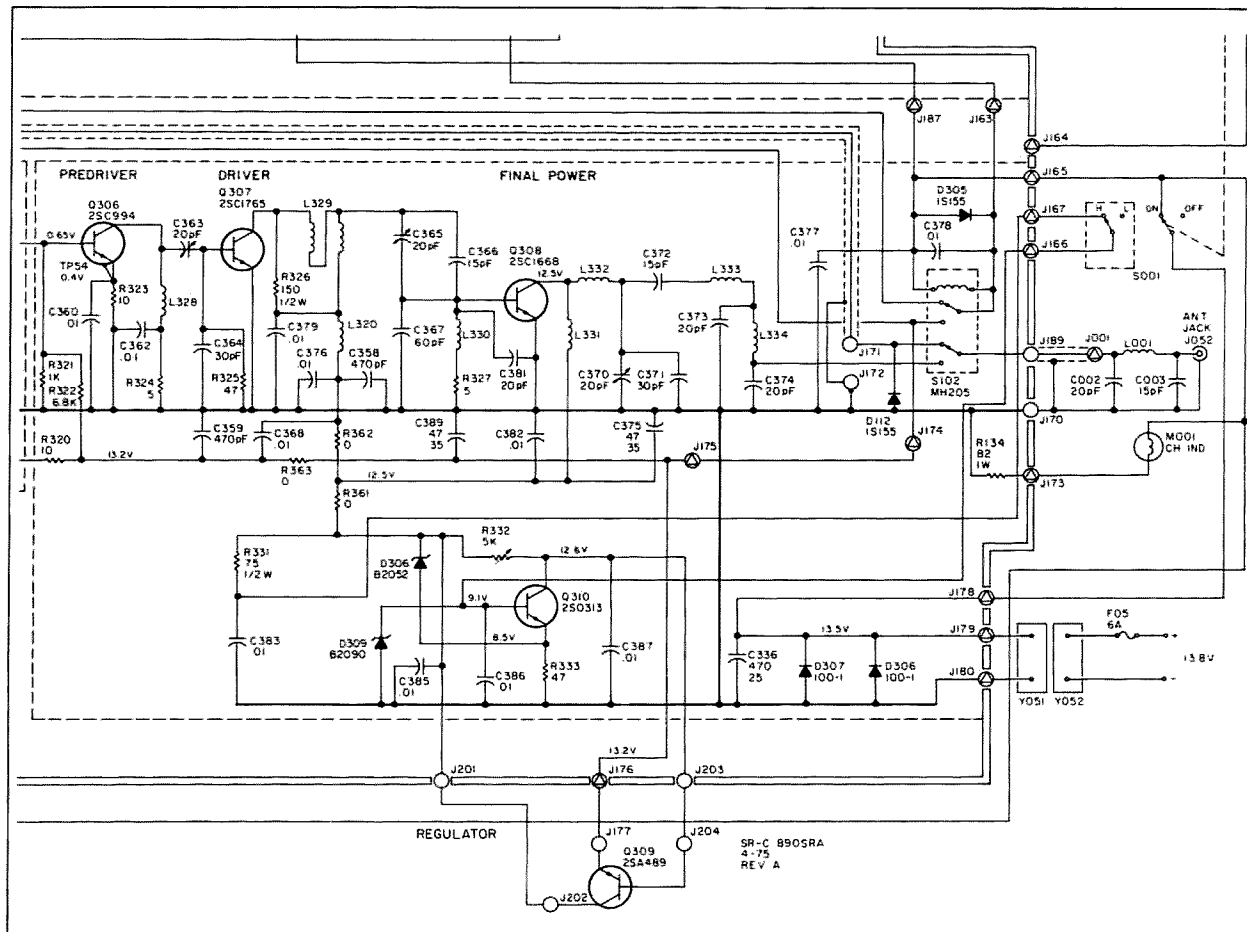 J187
J163
J164
PREDRIVER
DRIVER
FINAL POWER
J165
Q306
2SC994
Q307
2SC1765
L329
D305
1S155
J167
H
L
ON
OFF
C363
20pF
C365
20pF
C377
.01
C378
.01
J166
0.65V
Q308
2SC1668
C366
15pF
12.5V
L332
C372
15pF
L333
S001
TP54
0.4V
R323
10
R326
150
1/2W
C360
.01
L328
L320
C373
20pF
ANT
JACK
J052
C362
.01
C364
30pF
C379
.01
C367
60pF
L330
L331
L334
J171
J189
J001
L001
C376
.01
C358
470pF
R321
1K
R322
6.8K
R324
5
R325
47
R327
5
C381
20pF
C370
20pF
C371
30pF
C374
20pF
J172
S102
MH205
C002
20pF
C003
15pF
D112
1S155
J170
C359
470pF
C368
.01
R362
0
C389
47
35
C382
.01
C375
47
35
J175
J174
R134
82
1W
M001
CH IND
R320
10
13.2V
R363
0
12.5V
J173
R361
0
R331
75
1/2W
D306
B2052
R332
5K
12.6V
Q310
2SD313
9.1V
J178
D309
B2090
8.5V
C383
.01
C385
.01
C386
.01
R333
47
C387
.01
13.5V
J179
F05
6A
+
13.8V
-
C336
470
25
D307
100-1
D306
100-1
J180
Y051
Y052
13.2V
J201
J176
J203
REGULATOR
J177
J204
Q309
2SA489
J202
SR-C 890SRA
4-75
REV A